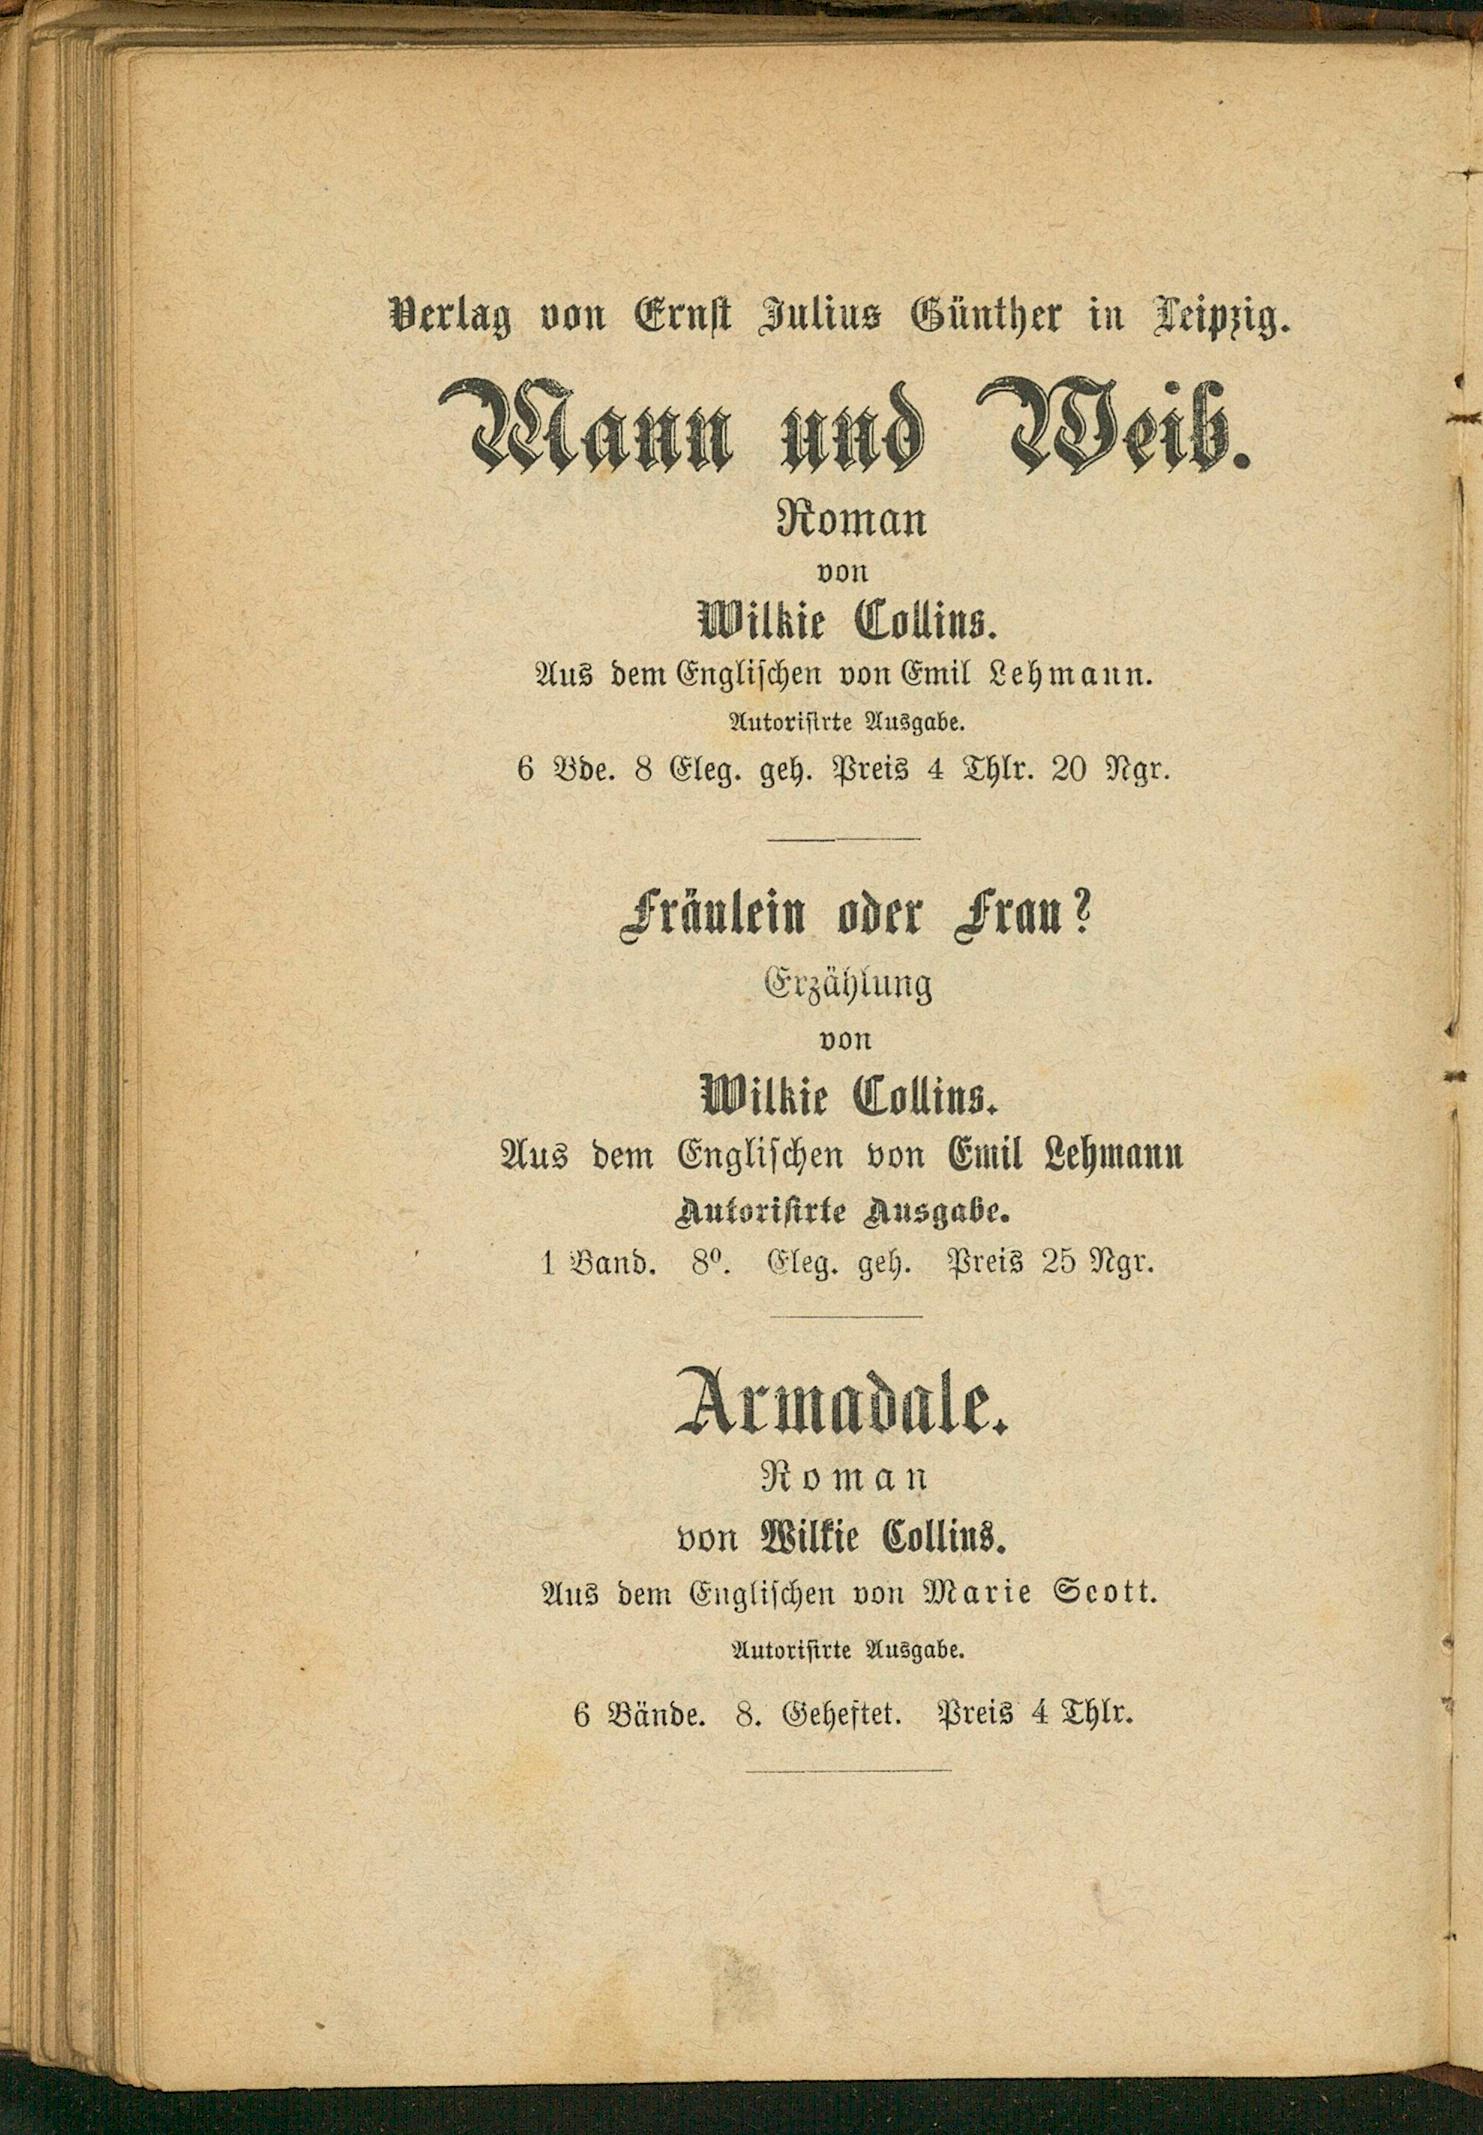 Verlag von Ernst Julius Günther in Leipzig.
Mann und Weib.
Roman
von
Wilkie Collins.
Aus dem Englischen von Emil Lehmann.
Autorisirte Ausgabe.
6 Bde. 8 Eleg. geh. Preis 4 Thlr. 20 Ngr.
Fräulein oder Frau?
Erzählung
von
Wilkie Collins.
Aus dem Englischen von Emil Lehmann
Autorisirte Ausgabe.
1 Band. 8⁰. Eleg. geh. Preis 25 Ngr.
Armadale.
Roman
von Wilkie Collins.
Aus dem Englischen von Marie Scott.
Autorisirte Ausgabe.
6 Bände. 8. Geheftet. Preis 4 Thlr.